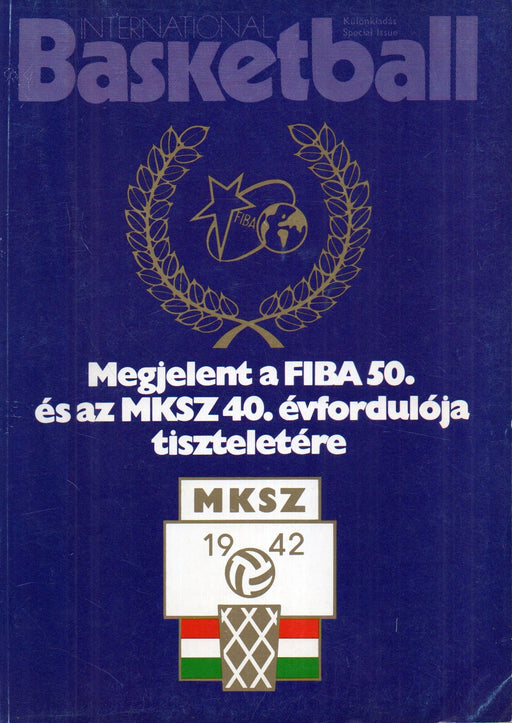 INTERNATIONAL
Basketball
Különkiadás
Special Issue
FIBA
Megjelent a FIBA 50.
és az MKSZ 40. évfordulója
tiszteletére
MKSZ
19 42